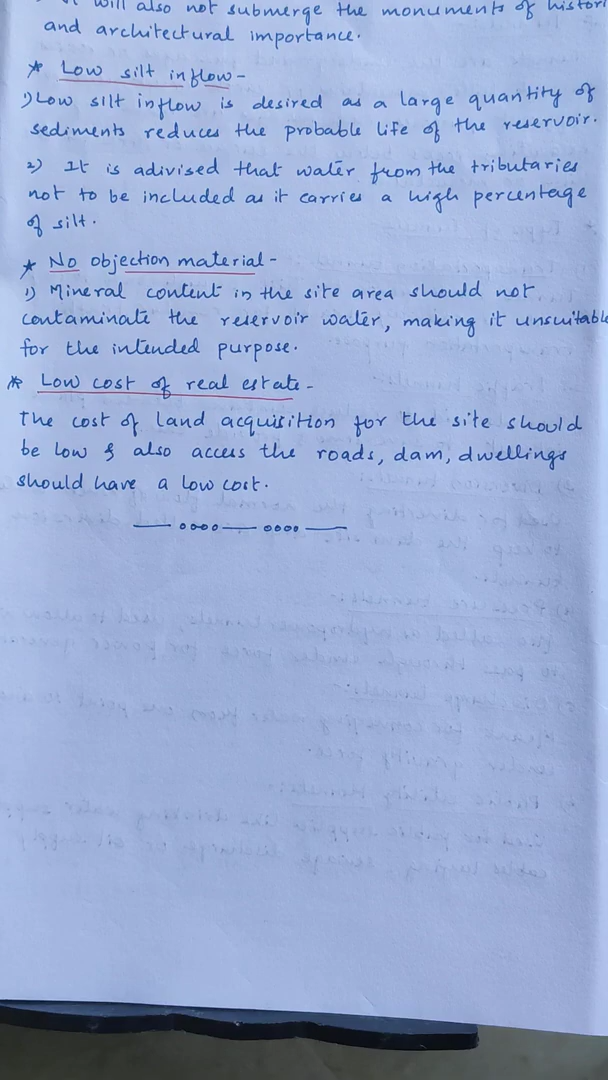 will also not submerge the monuments of histori
and architectural importance.
* Low silt inflow -
1) Low silt inflow is desired as a large quantity of
sediments reduces the probable life of the reservoir.
2) It is adivised that water from the tributaries
not to be included as it carries a high percentage
of silt.
* No objection material -
1) Mineral content in the site area should not
contaminate the reservoir water, making it unsuitabl
for the intended purpose.
* Low cost of real estate -
The cost of land acquisition for the site should
be low & also access the roads, dam, dwellings
should have a low cost.